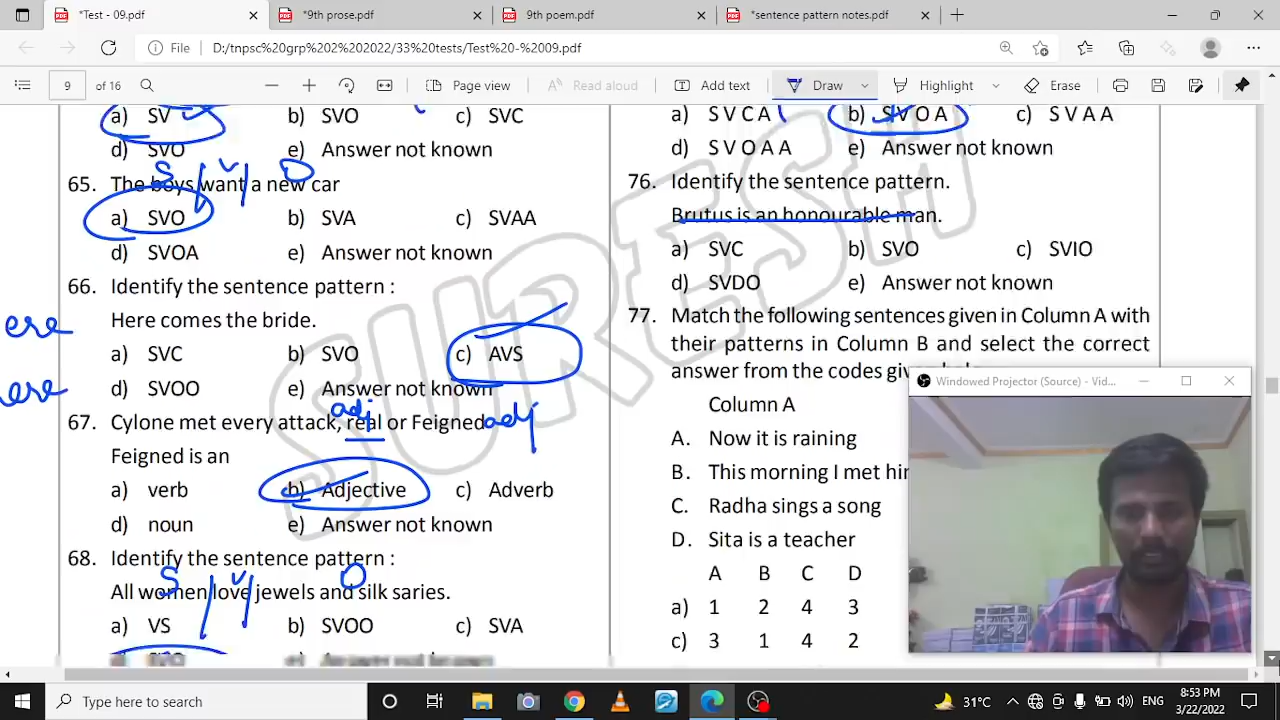 *Test - 09.pdf
*9th prose.pdf
9th poem.pdf
*sentence pattern notes.pdf
File D:/tnpsc%20grp%202%202022/33%20tests/Test%20-%2009.pdf
9 of 16
Page view
Read aloud
Add text
Draw
Highlight
Erase
a) SV b) SVO c) SVC
d) SVO e) Answer not known
S V O
65. The boys want a new car
a) SVO b) SVA c) SVAA
d) SVOA e) Answer not known
66. Identify the sentence pattern :
ere
Here comes the bride.
a) SVC b) SVO c) AVS
ere
d) SVOO e) Answer not known
adj
67. Cylone met every attack, real or Feigned adj
Feigned is an
a) verb b) Adjective c) Adverb
d) noun e) Answer not known
68. Identify the sentence pattern :
S V O
All women love jewels and silk saries.
a) VS b) SVOO c) SVA
d) SVO e) Answer not known
a) S V C A b) S V O A c) S V A A
d) S V O A A e) Answer not known
76. Identify the sentence pattern.
Brutus is an honourable man.
a) SVC b) SVO c) SVIO
d) SVDO e) Answer not known
77. Match the following sentences given in Column A with
their patterns in Column B and select the correct
answer from the codes
Column A
A. Now it is raining
B. This morning I met
C. Radha sings a song
D. Sita is a teacher
A B C D
a) 1 2 4 3
c) 3 1 4 2
SURESH
Windowed Projector (Source) - Vid...
Type here to search
31°C
ENG
8:53 PM
3/22/2022